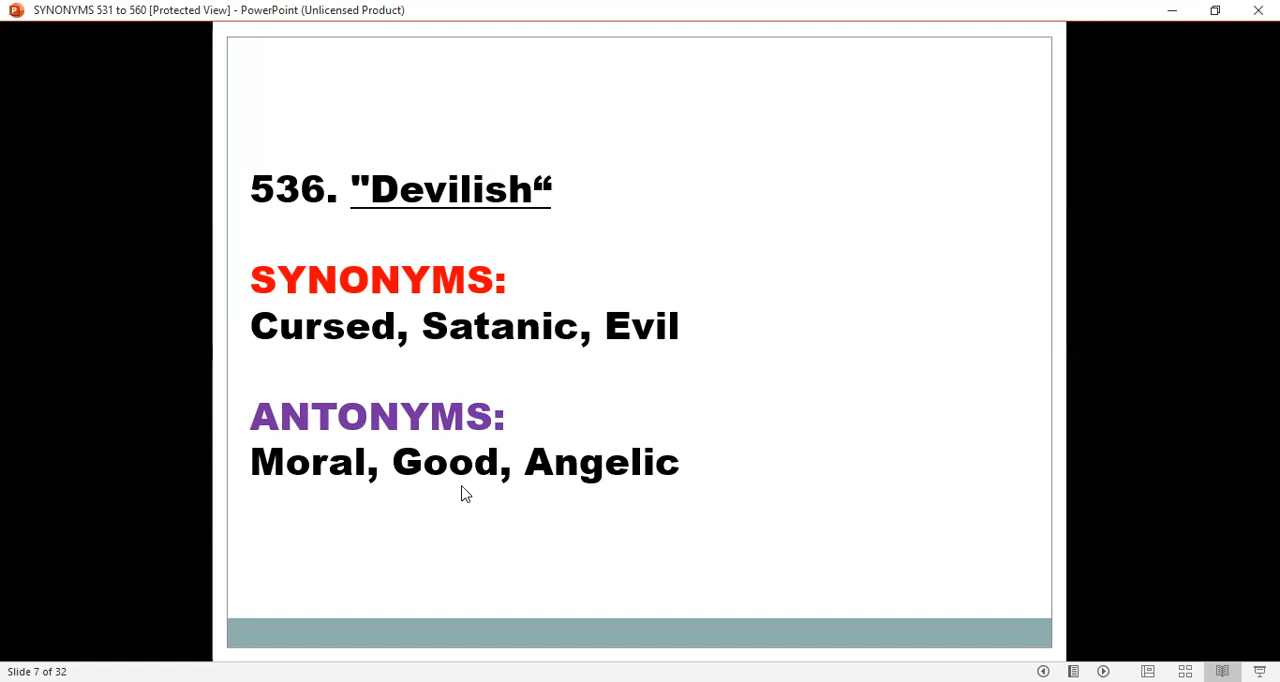 SYNONYMS 531 to 560 [Protected View] - PowerPoint (Unlicensed Product)
536. "Devilish“
SYNONYMS:
Cursed, Satanic, Evil
ANTONYMS:
Moral, Good, Angelic
Slide 7 of 32